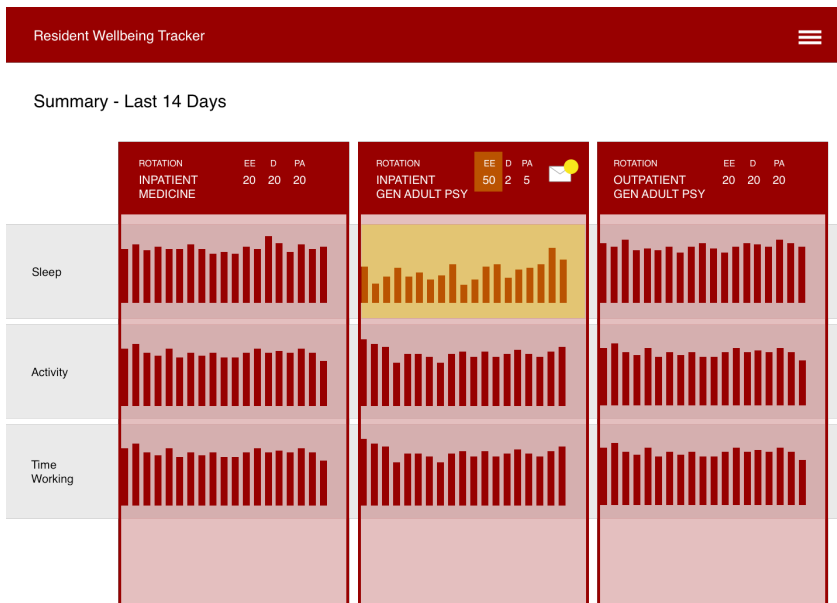 Resident Wellbeing Tracker
Summary - Last 14 Days
ROTATION EE D PA
INPATIENT 20 20 20
MEDICINE
ROTATION EE D PA
INPATIENT 50 2 5
GEN ADULT PSY
ROTATION EE D PA
OUTPATIENT 20 20 20
GEN ADULT PSY
Sleep
Activity
Time
Working